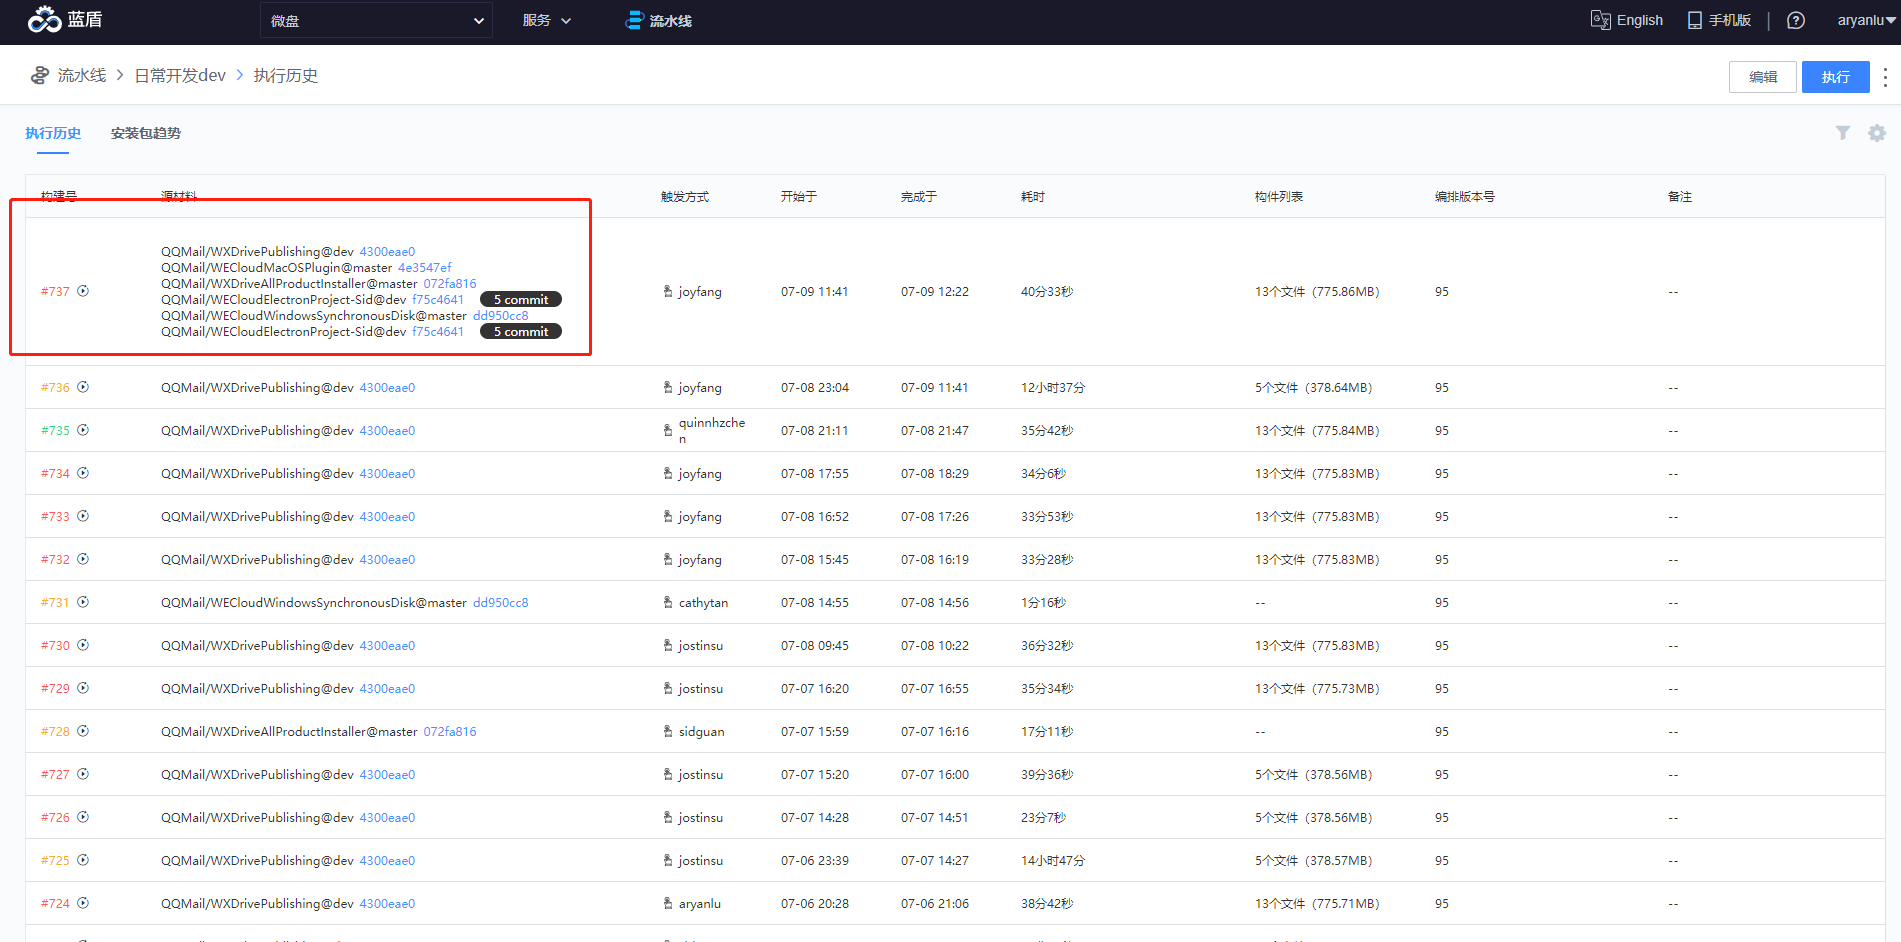 蓝盾 微盘 服务 流水线 English 手机版 aryanlu
流水线 日常开发dev 执行历史 编辑 执行
执行历史 安装包趋势
构建号 源材料 触发方式 开始于 完成于 耗时 构件列表 编排版本号 备注
QQMail/WXDrivePublishing@dev 4300eae0
QQMail/WECloudMacOSPlugin@master 4e3547ef
QQMail/WXDriveAllProductInstaller@master 072fa816
#737 joyfang 07-09 11:41 07-09 12:22 40分33秒 13个文件（775.86MB） 95 --
QQMail/WECloudElectronProject-Sid@dev f75c4641 5 commit
QQMail/WECloudWindowsSynchronousDisk@master dd950cc8
QQMail/WECloudElectronProject-Sid@dev f75c4641 5 commit
#736 QQMail/WXDrivePublishing@dev 4300eae0 joyfang 07-08 23:04 07-09 11:41 12小时37分 5个文件（378.64MB） 95 --
#735 QQMail/WXDrivePublishing@dev 4300eae0 quinnhzche
n 07-08 21:11 07-08 21:47 35分42秒 13个文件（775.84MB） 95 --
#734 QQMail/WXDrivePublishing@dev 4300eae0 joyfang 07-08 17:55 07-08 18:29 34分6秒 13个文件（775.83MB） 95 --
#733 QQMail/WXDrivePublishing@dev 4300eae0 joyfang 07-08 16:52 07-08 17:26 33分53秒 13个文件（775.83MB） 95 --
#732 QQMail/WXDrivePublishing@dev 4300eae0 joyfang 07-08 15:45 07-08 16:19 33分28秒 13个文件（775.83MB） 95 --
#731 QQMail/WECloudWindowsSynchronousDisk@master dd950cc8 cathytan 07-08 14:55 07-08 14:56 1分16秒 -- 95 --
#730 QQMail/WXDrivePublishing@dev 4300eae0 jostinsu 07-08 09:45 07-08 10:22 36分32秒 13个文件（775.83MB） 95 --
#729 QQMail/WXDrivePublishing@dev 4300eae0 jostinsu 07-07 16:20 07-07 16:55 35分34秒 13个文件（775.73MB） 95 --
#728 QQMail/WXDriveAllProductInstaller@master 072fa816 sidguan 07-07 15:59 07-07 16:16 17分11秒 -- 95 --
#727 QQMail/WXDrivePublishing@dev 4300eae0 jostinsu 07-07 15:20 07-07 16:00 39分36秒 5个文件（378.56MB） 95 --
#726 QQMail/WXDrivePublishing@dev 4300eae0 jostinsu 07-07 14:28 07-07 14:51 23分7秒 5个文件（378.56MB） 95 --
#725 QQMail/WXDrivePublishing@dev 4300eae0 jostinsu 07-06 23:39 07-07 14:27 14小时47分 5个文件（378.57MB） 95 --
#724 QQMail/WXDrivePublishing@dev 4300eae0 aryanlu 07-06 20:28 07-06 21:06 38分42秒 13个文件（775.71MB） 95 --